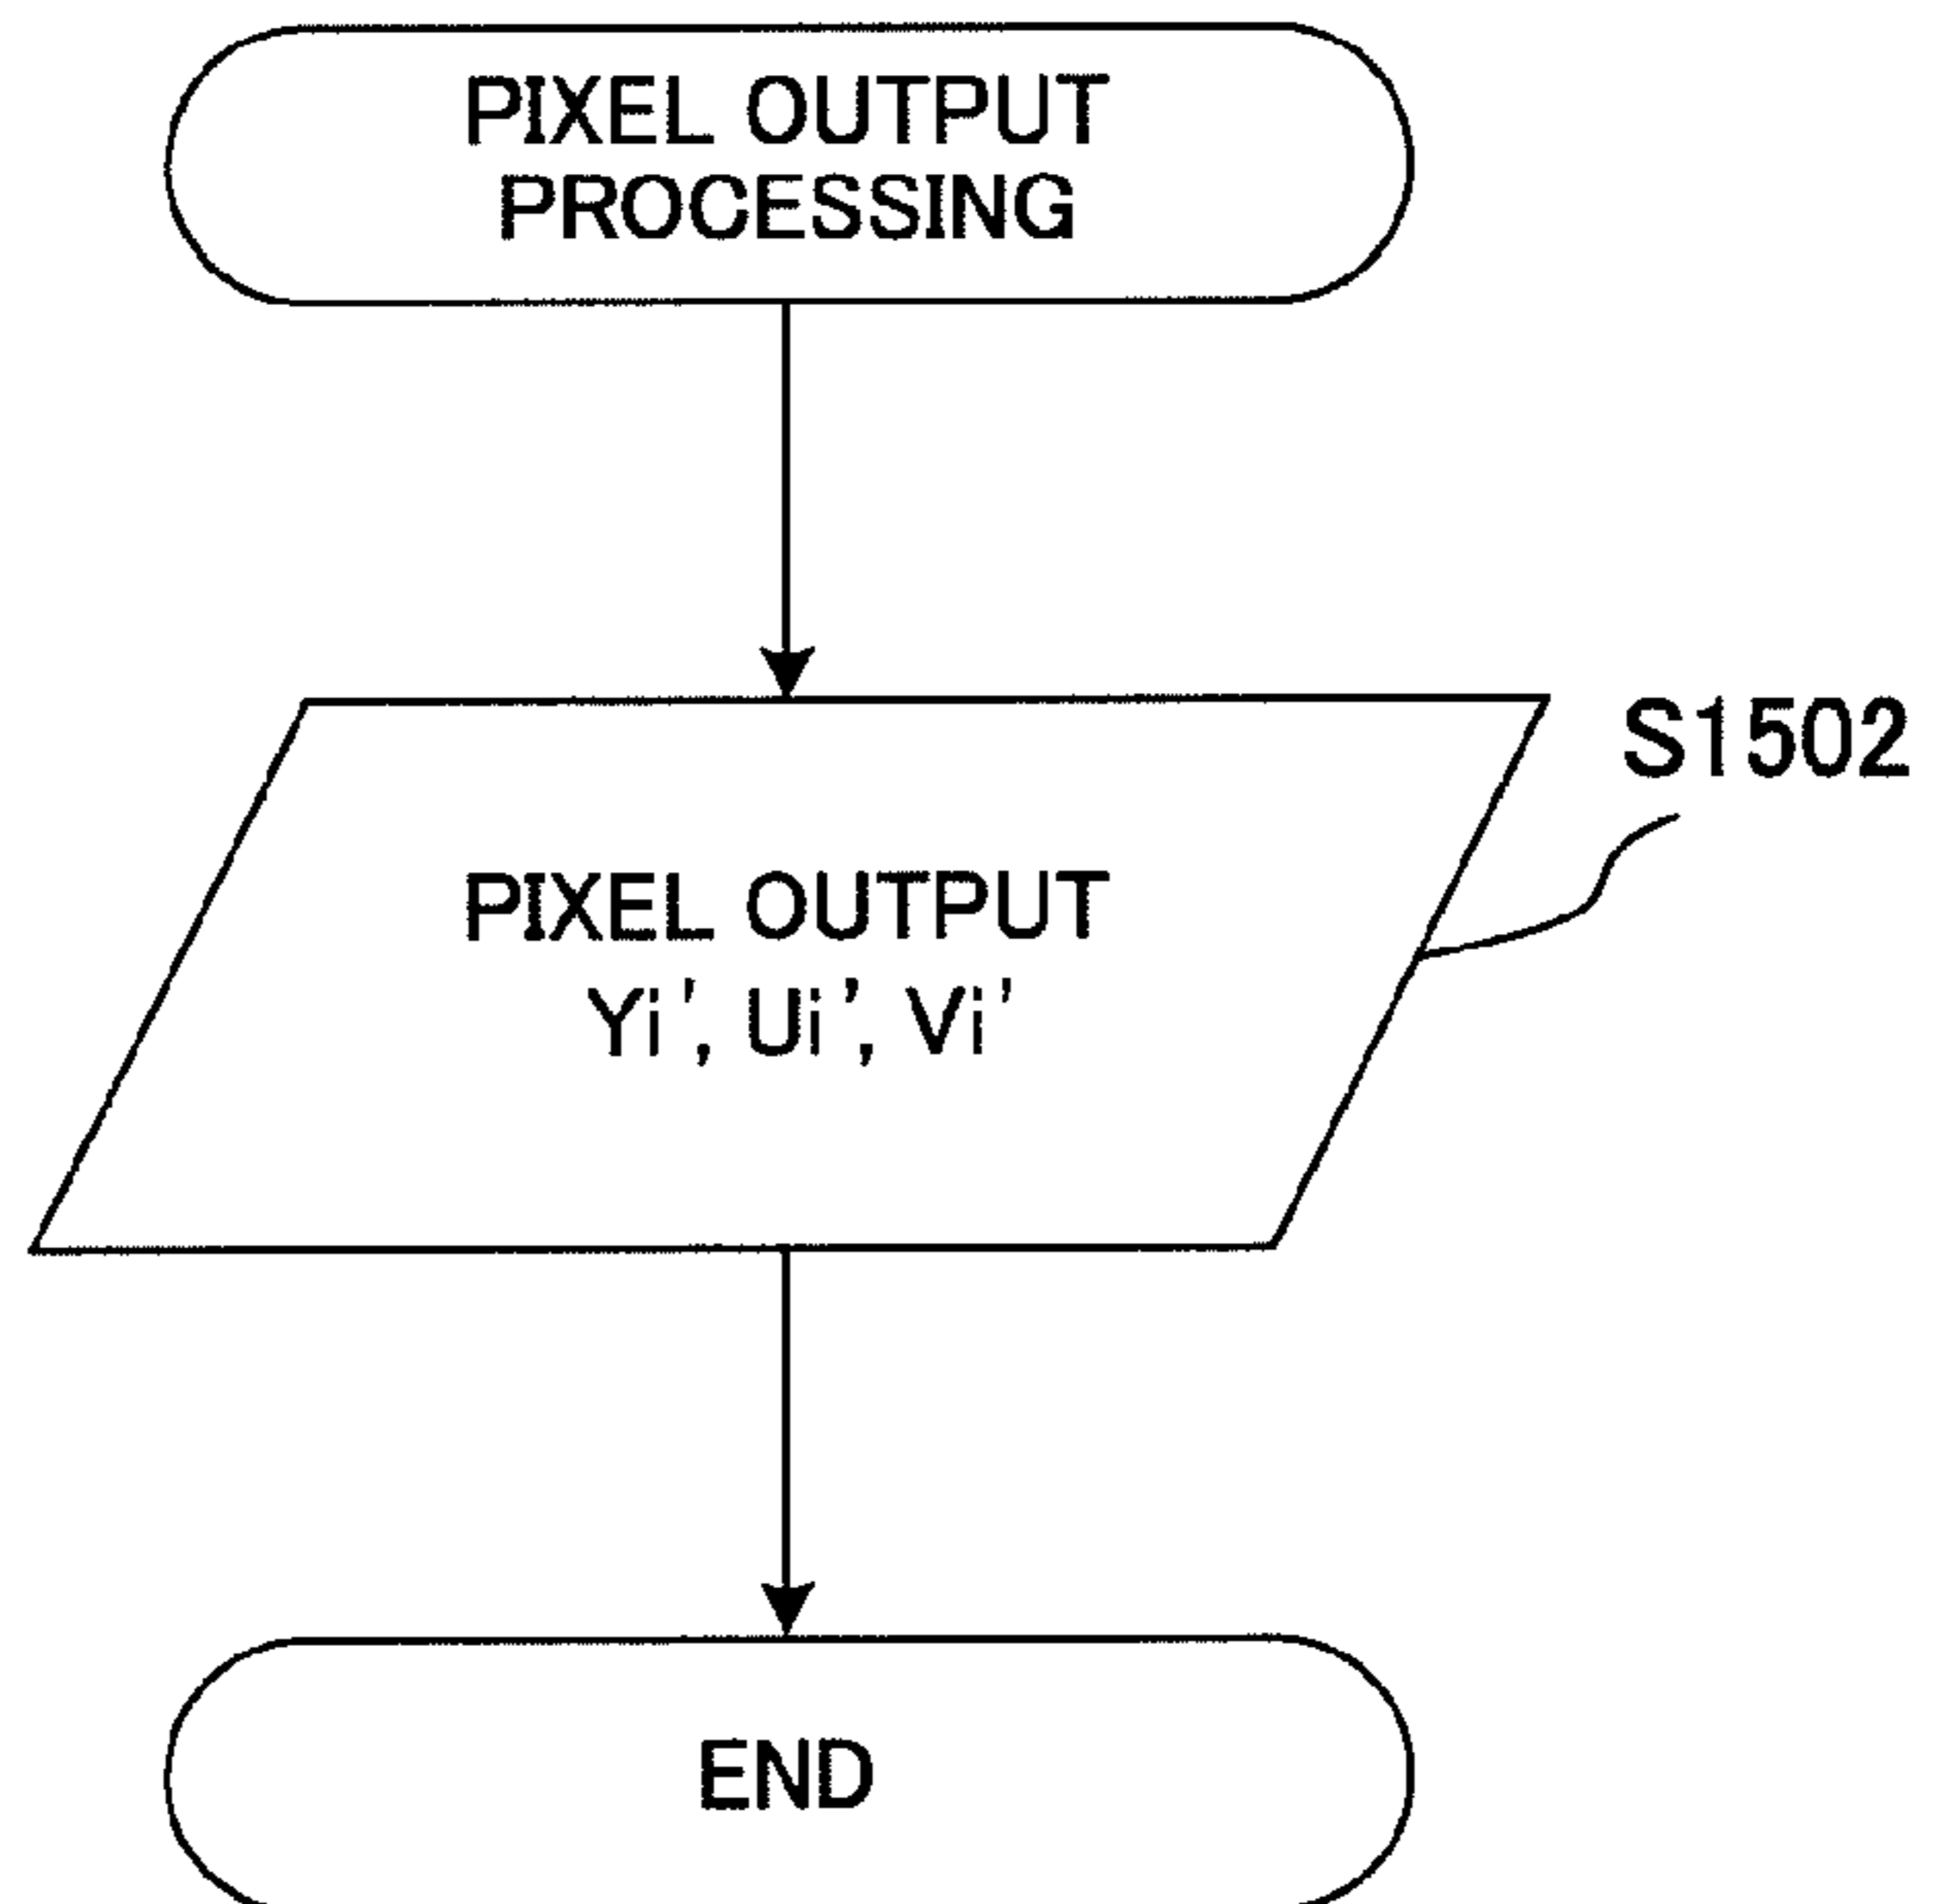 PIXEL OUTPUT
PROCESSING
S1502
PIXEL OUTPUT
Yi’, Ui’, Vi’
END